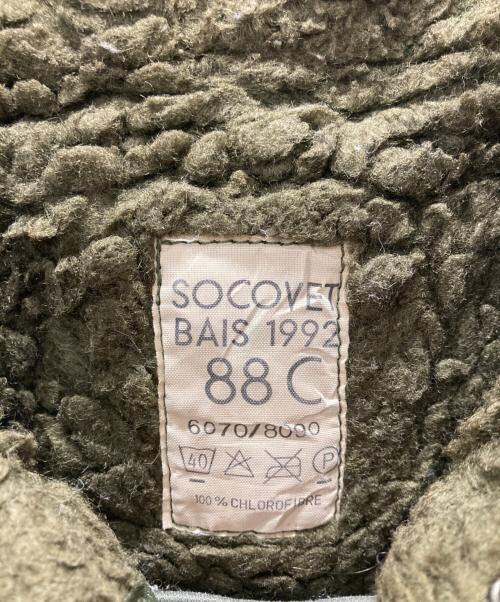 SOCOVET
BAIS 1992
88 C
6070/8090
40 P
100 % CHLOROFIBRE